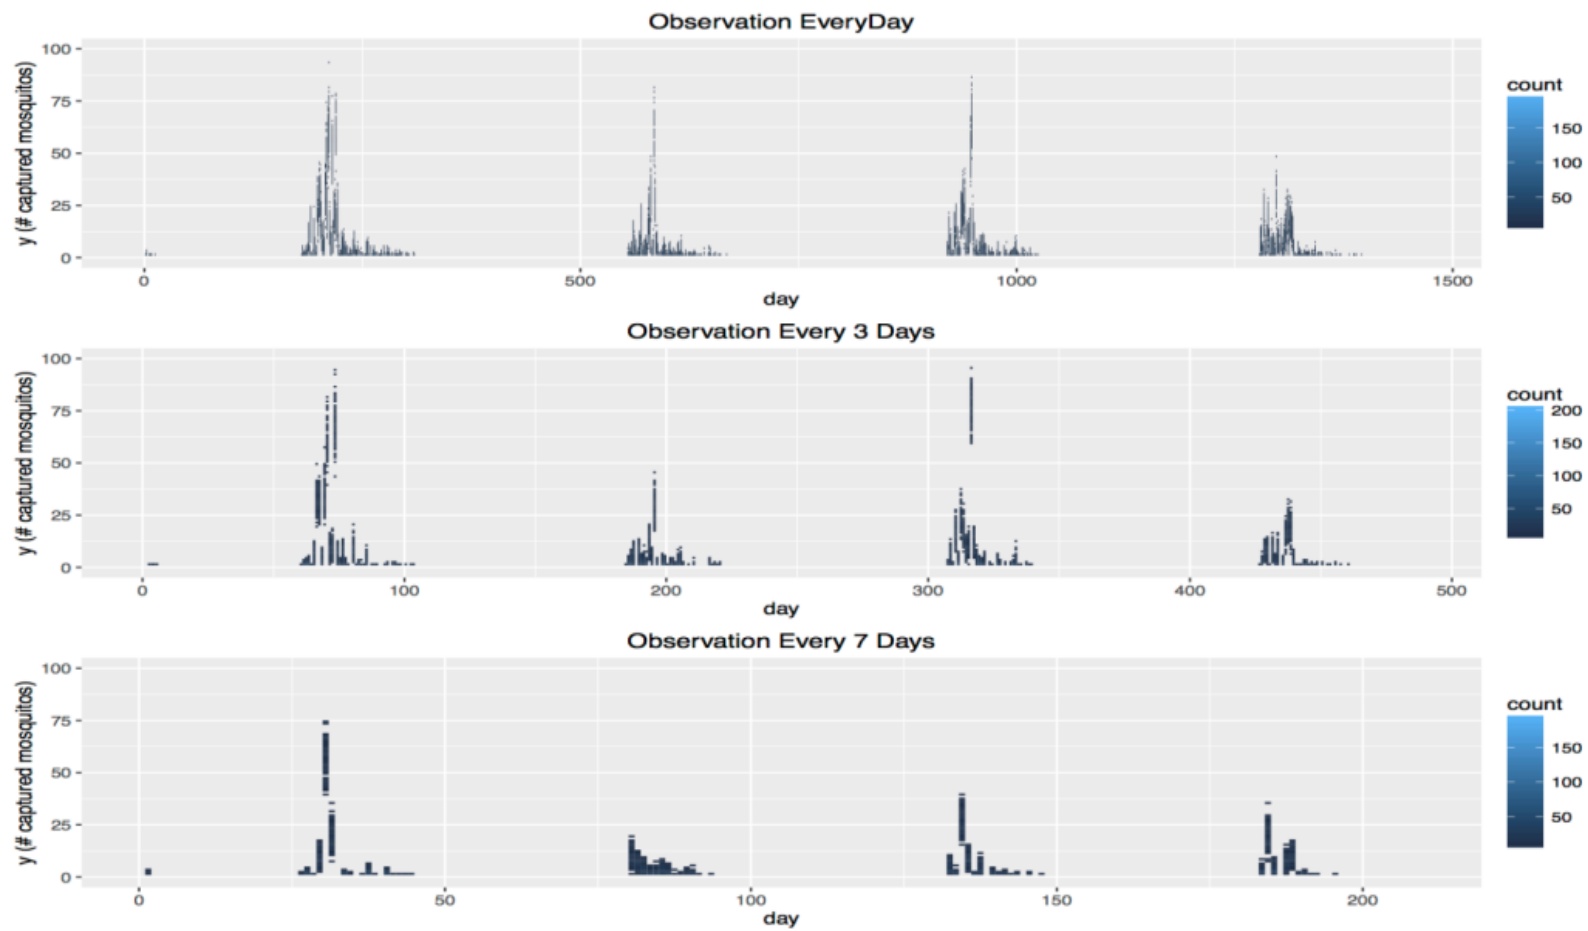 Observation EveryDay
y (# captured mosquitos)
100
75
50
25
0
0 500 1000 1500
day
count
150
100
50
Observation Every 3 Days
y (# captured mosquitos)
100
75
50
25
0
0 100 200 300 400 500
day
count
200
150
100
50
Observation Every 7 Days
y (# captured mosquitos)
100
75
50
25
0
0 50 100 150 200
day
count
150
100
50